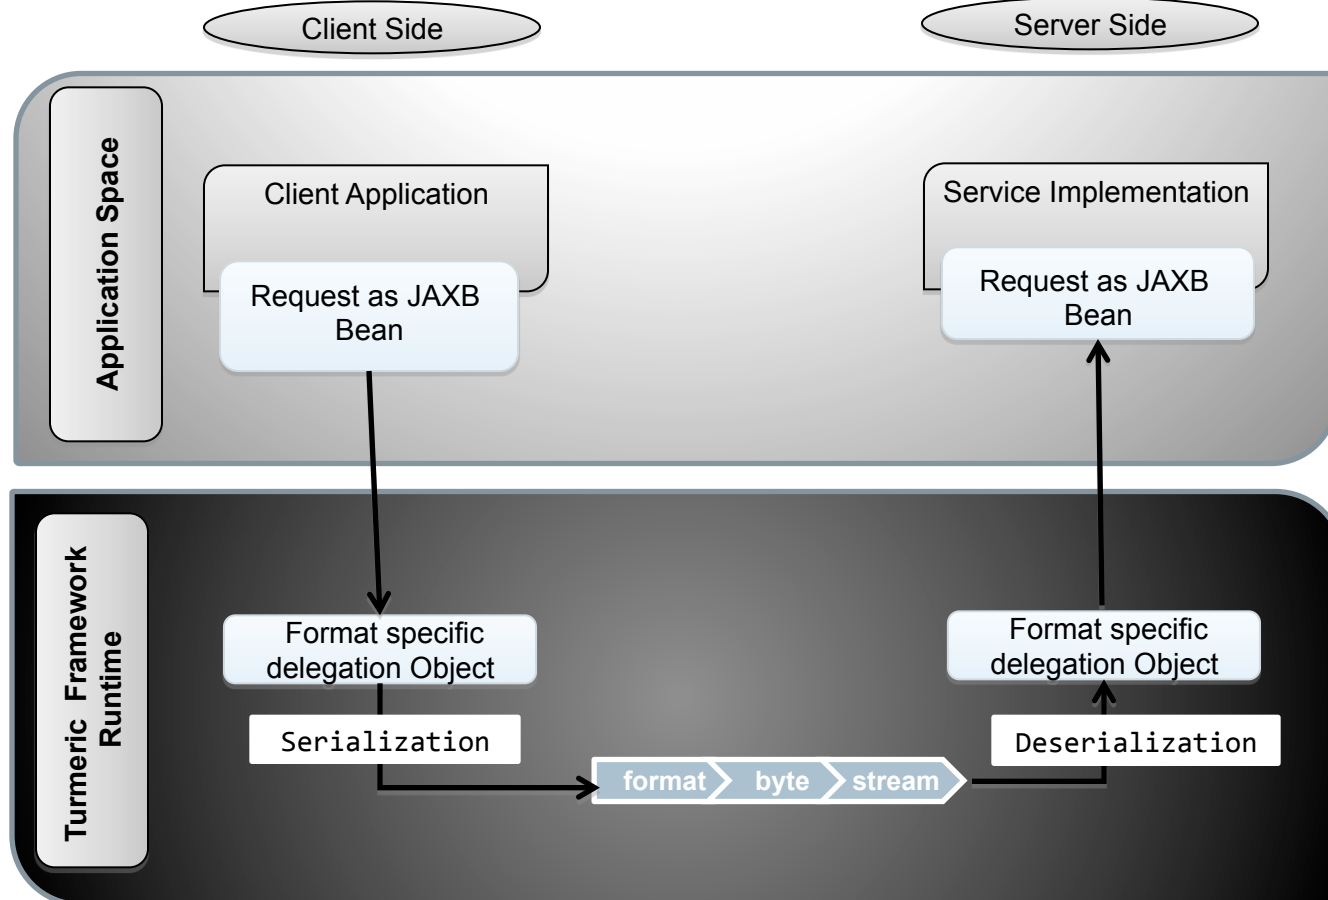 Client Side
Server Side
Application Space
Client Application
Request as JAXB
Bean
Service Implementation
Request as JAXB
Bean
Turmeric Framework
Runtime
Format specific
delegation Object
Serialization
format
byte
stream
Format specific
delegation Object
Deserialization